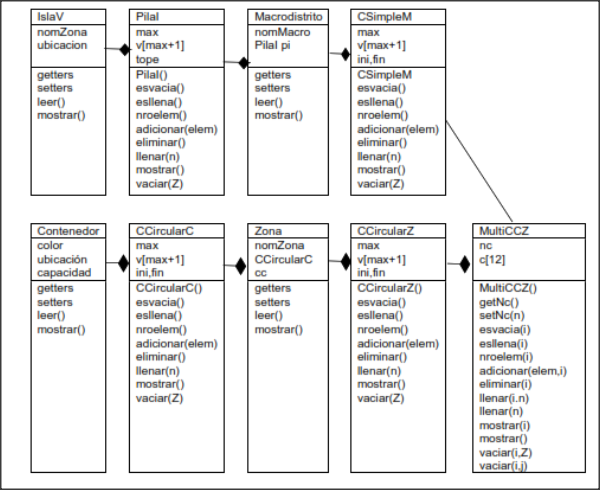 IslaV
nomZona
ubicacion
getters
setters
leer()
mostrar()
PilaI
max
v[max+1]
tope
PilaI()
esvacia()
esllena()
nroelem()
adicionar(elem)
eliminar()
llenar(n)
mostrar()
vaciar(Z)
Macrodistrito
nomMacro
PilaI pi
getters
setters
leer()
mostrar()
CSimpleM
max
v[max+1]
ini,fin
CSimpleM
esvacia()
esllena()
nroelem()
adicionar(elem)
eliminar()
llenar(n)
mostrar()
vaciar(Z)
Contenedor
color
ubicación
capacidad
getters
setters
leer()
mostrar()
CCircularC
max
v[max+1]
ini,fin
CCircularC()
esvacia()
esllena()
nroelem()
adicionar(elem)
eliminar()
llenar(n)
mostrar()
vaciar(Z)
Zona
nomZona
CCircularC
cc
getters
setters
leer()
mostrar()
CCircularZ
max
v[max+1]
ini,fin
CCircularZ()
esvacia()
esllena()
nroelem()
adicionar(elem)
eliminar()
llenar(n)
mostrar()
vaciar(Z)
MultiCCZ
nc
c[12]
MultiCCZ()
getNc()
setNc(n)
esvacia(i)
esllena(i)
nroelem(i)
adicionar(elem,i)
eliminar(i)
llenar(i.n)
llenar(n)
mostrar(i)
mostrar()
vaciar(i,Z)
vaciar(i,j)